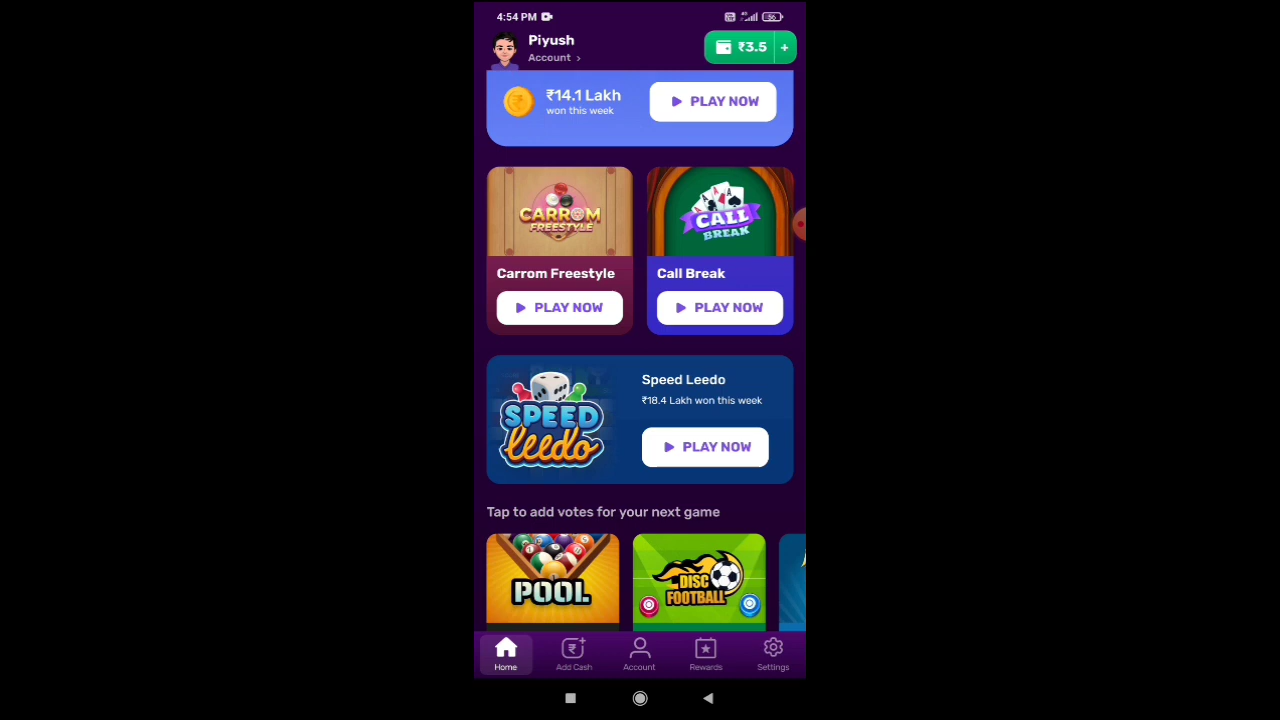 4:54 PM
4G
56
Piyush
Account >
₹3.5 +
₹14.1 Lakh
won this week
PLAY NOW
CARROM
FREESTYLE
CALL
BREAK
Carrom Freestyle
Call Break
PLAY NOW
PLAY NOW
SPEED
leedo
Speed Leedo
₹18.4 Lakh won this week
PLAY NOW
Tap to add votes for your next game
POOL
DISC
FOOTBALL
Home
Add Cash
Account
Rewards
Settings